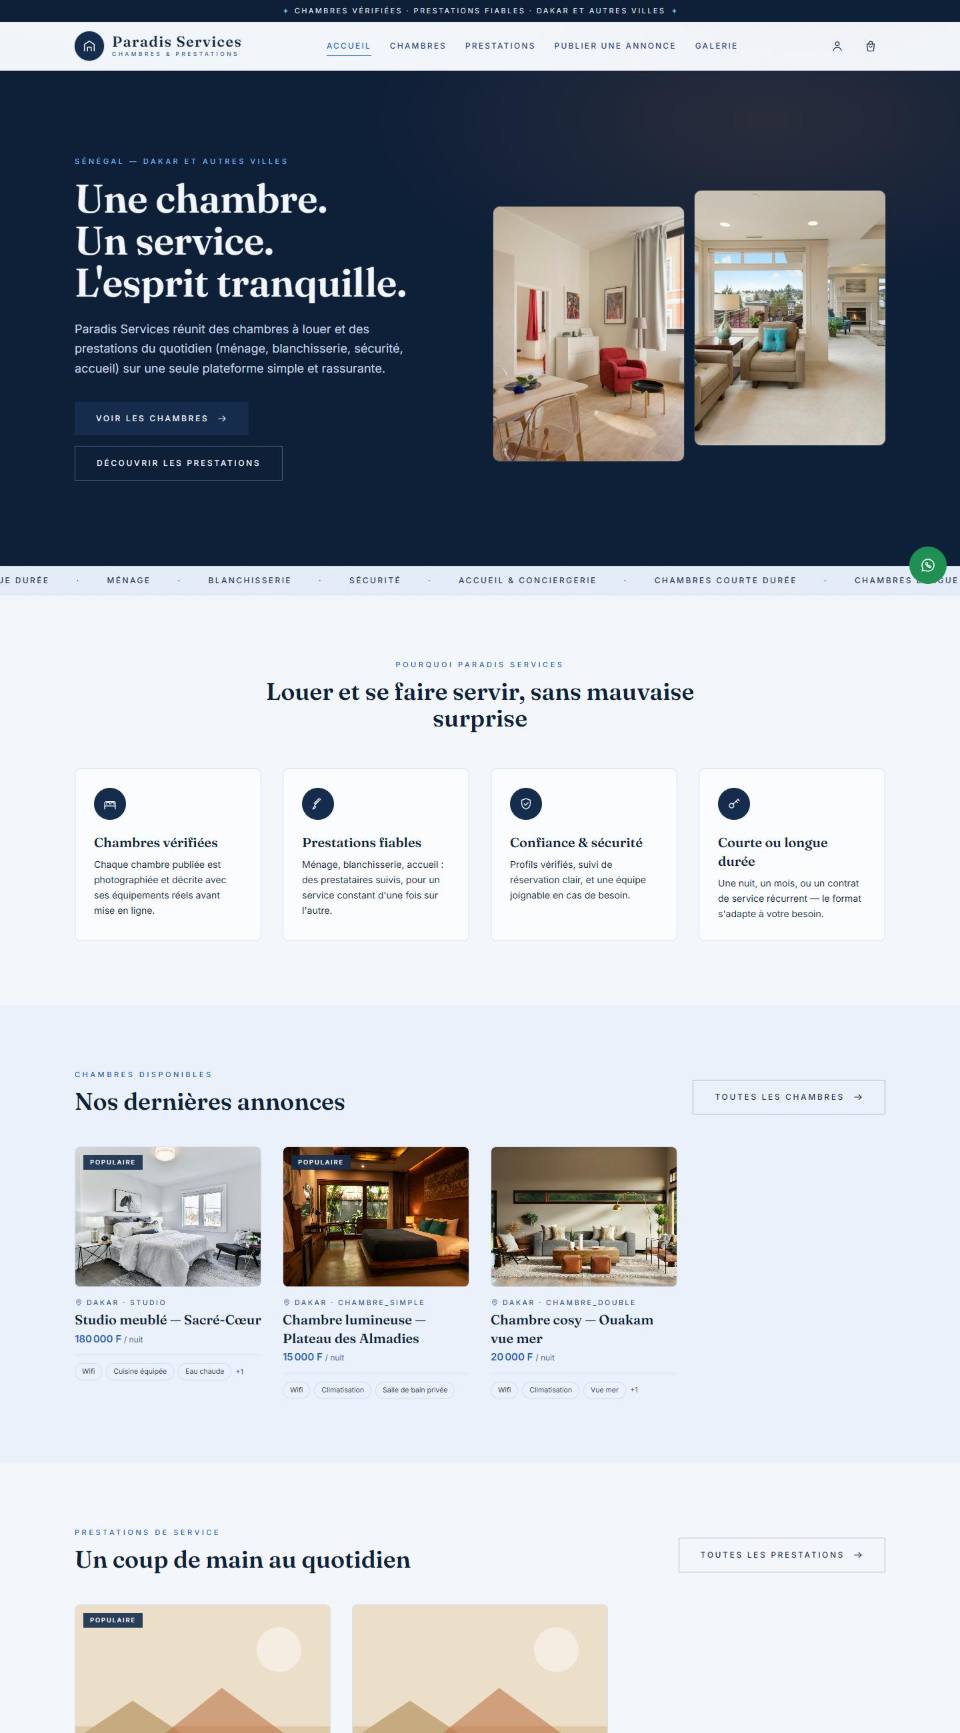 ✦ CHAMBRES VÉRIFIÉES · PRESTATIONS FIABLES · DAKAR ET AUTRES VILLES ✦
Paradis Services
CHAMBRES & PRESTATIONS
ACCUEIL CHAMBRES PRESTATIONS PUBLIER UNE ANNONCE GALERIE
SÉNÉGAL — DAKAR ET AUTRES VILLES
Une chambre.
Un service.
L'esprit tranquille.
Paradis Services réunit des chambres à louer et des
prestations du quotidien (ménage, blanchisserie, sécurité,
accueil) sur une seule plateforme simple et rassurante.
VOIR LES CHAMBRES →
DÉCOUVRIR LES PRESTATIONS
UE DURÉE · MÉNAGE · BLANCHISSERIE · SÉCURITÉ · ACCUEIL & CONCIERGERIE · CHAMBRES COURTE DURÉE · CHAMBRES
POURQUOI PARADIS SERVICES
Louer et se faire servir, sans mauvaise
surprise
Chambres vérifiées
Chaque chambre publiée est
photographiée et décrite avec
ses équipements réels avant
mise en ligne.
Prestations fiables
Ménage, blanchisserie, accueil :
des prestataires suivis, pour un
service constant d'une fois sur
l'autre.
Confiance & sécurité
Profils vérifiés, suivi de
réservation clair, et une équipe
joignable en cas de besoin.
Courte ou longue
durée
Une nuit, un mois, ou un contrat
de service récurrent — le format
s'adapte à votre besoin.
CHAMBRES DISPONIBLES
Nos dernières annonces
TOUTES LES CHAMBRES →
POPULAIRE
DAKAR · STUDIO
Studio meublé — Sacré-Cœur
180 000 F / nuit
Wifi Cuisine équipée Eau chaude +1
POPULAIRE
DAKAR · CHAMBRE_SIMPLE
Chambre lumineuse —
Plateau des Almadies
15 000 F / nuit
Wifi Climatisation Salle de bain privée
DAKAR · CHAMBRE_DOUBLE
Chambre cosy — Ouakam
vue mer
20 000 F / nuit
Wifi Climatisation Vue mer +1
PRESTATIONS DE SERVICE
Un coup de main au quotidien
TOUTES LES PRESTATIONS →
POPULAIRE